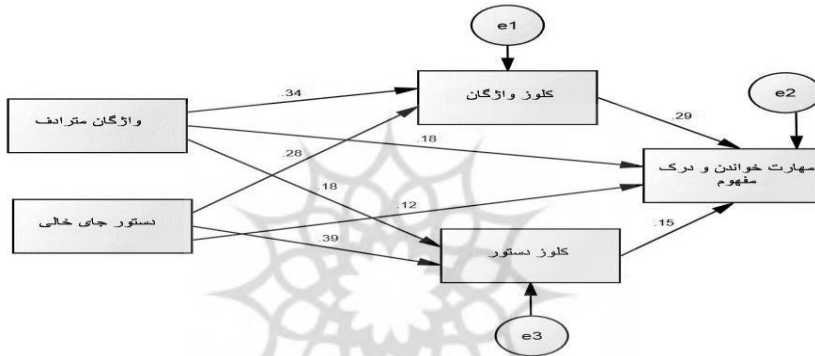 e1
کلوز واژگان
e2
.34
واژگان مترادف
.29
.18
.28
مهارت خواندن و درک
مفهوم
.18
.12
دستور جای خالی
.39
کلوز دستور
.15
e3